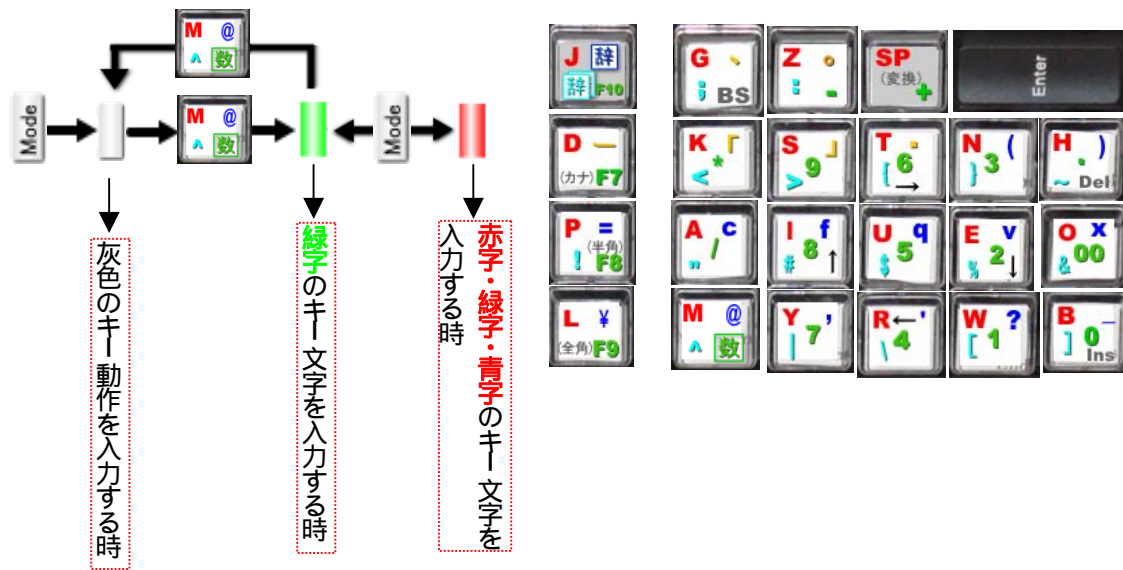 M @
^ 数
Mode
M @
^ 数
Mode
灰色のキー動作を入力する時
緑字のキー文字を入力する時
赤字・緑字・青字のキー文字を
入力する時
J 辞
辞 F10
G 、
; BS
Z 。
: -
SP
(変換) +
Enter
D ー
(カナ) F7
K 「
< *
S 」
> 9
T ・
{ 6 →
N (
} 3
H )
~ . Del
P =
(半角)
! F8
A c
" /
I f
# 8 ↑
U q
$ 5
E v
% 2 ↓
O x
& 00
L ¥
(全角) F9
M @
^ 数
Y ,
| 7
R ← '
\ 4
W ?
[ 1
B _
] 0 Ins